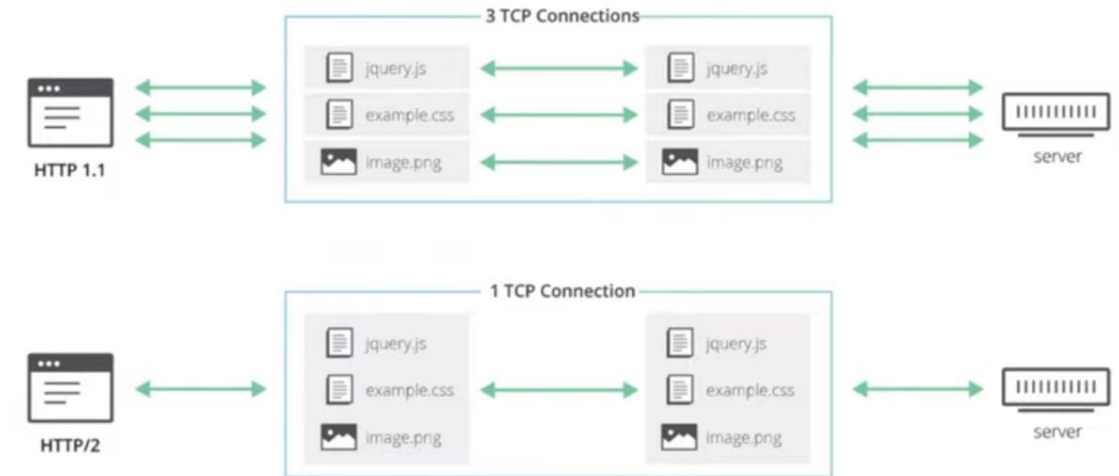 3 TCP Connections
jquery.js
jquery.js
example.css
example.css
image.png
image.png
HTTP 1.1
server
1 TCP Connection
jquery.js
jquery.js
example.css
example.css
image.png
image.png
HTTP/2
server